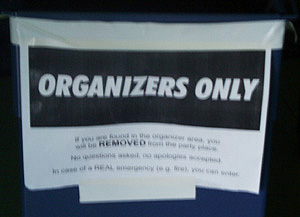 ORGANIZERS ONLY
If you are found in the organizer area, you
will be REMOVED from the party place.
No questions asked, no apologies accepted.
In case of a REAL emergency (e.g. fire), you can enter.